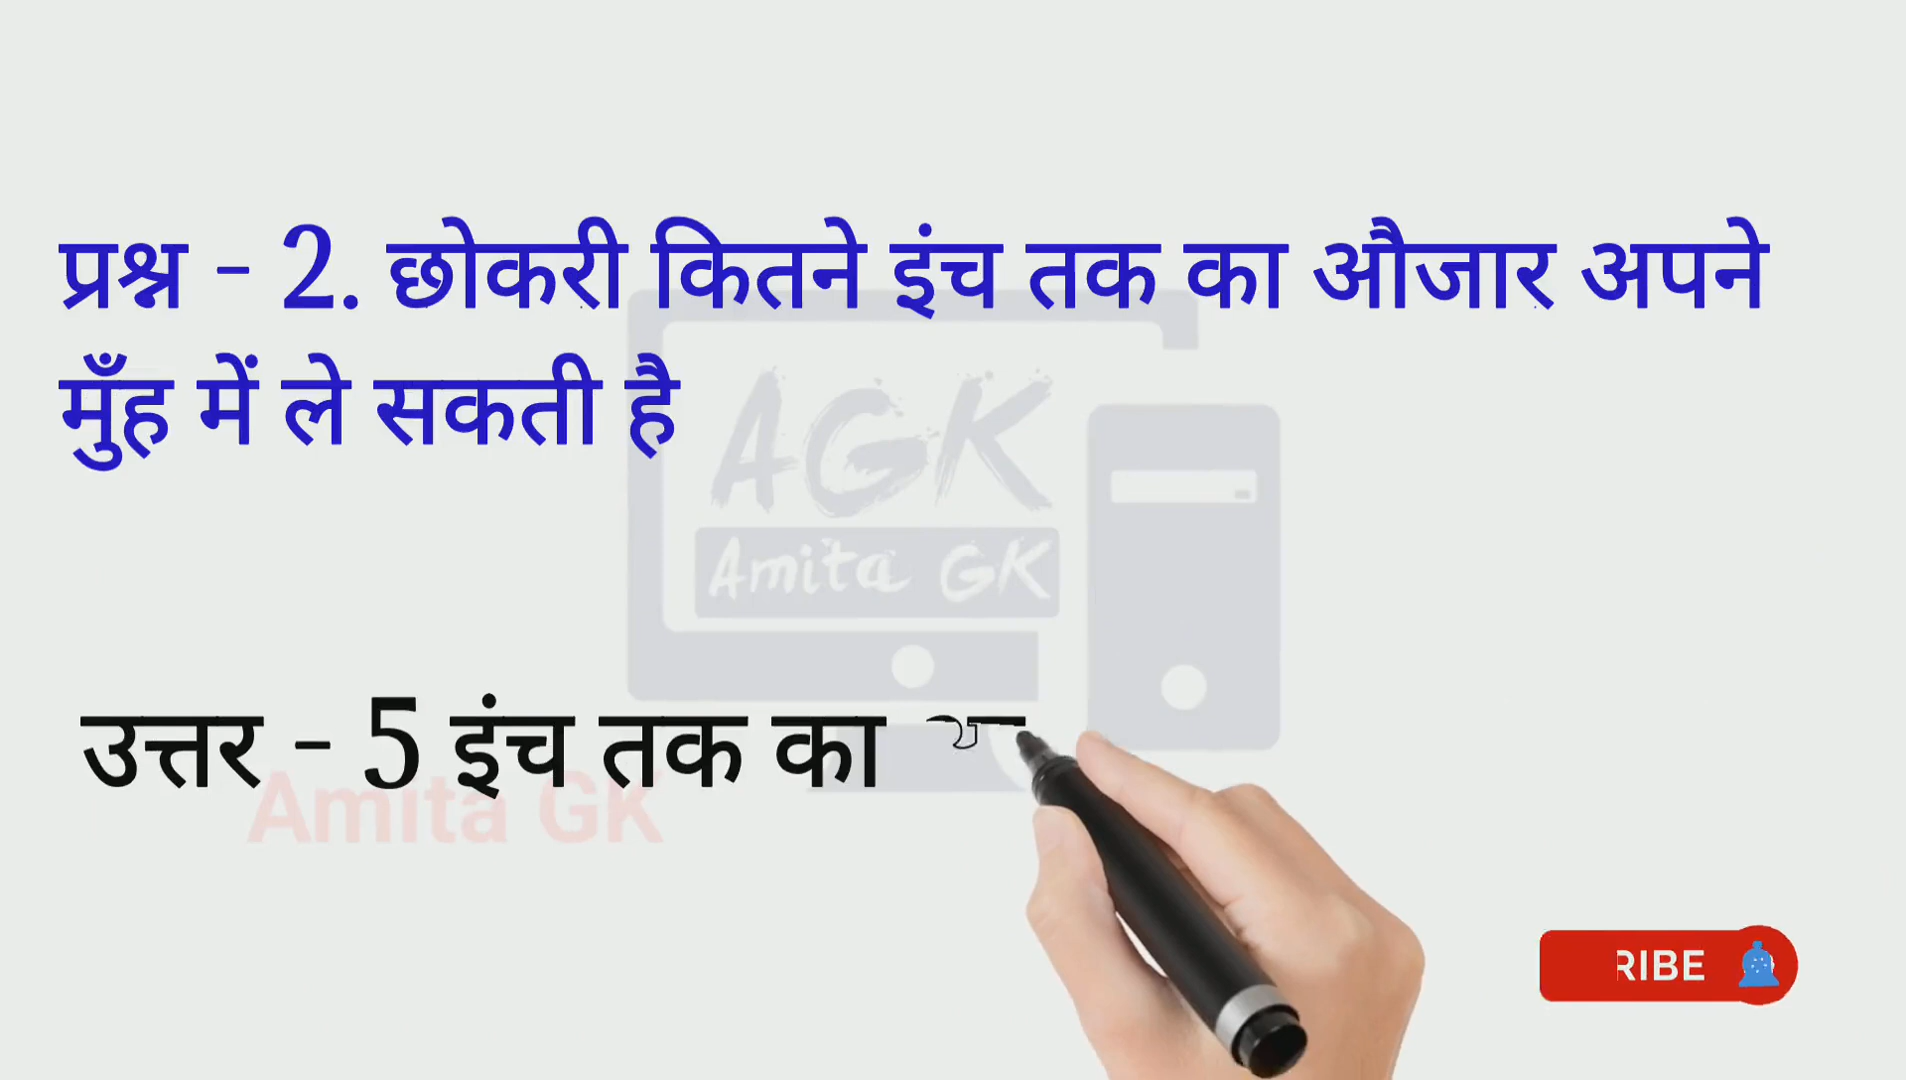 प्रश्न - 2. छोकरी कितने इंच तक का औजार अपने
मुँह में ले सकती है
AGK
Amita GK
उत्तर - 5 इंच तक का
Amita GK
RIBE